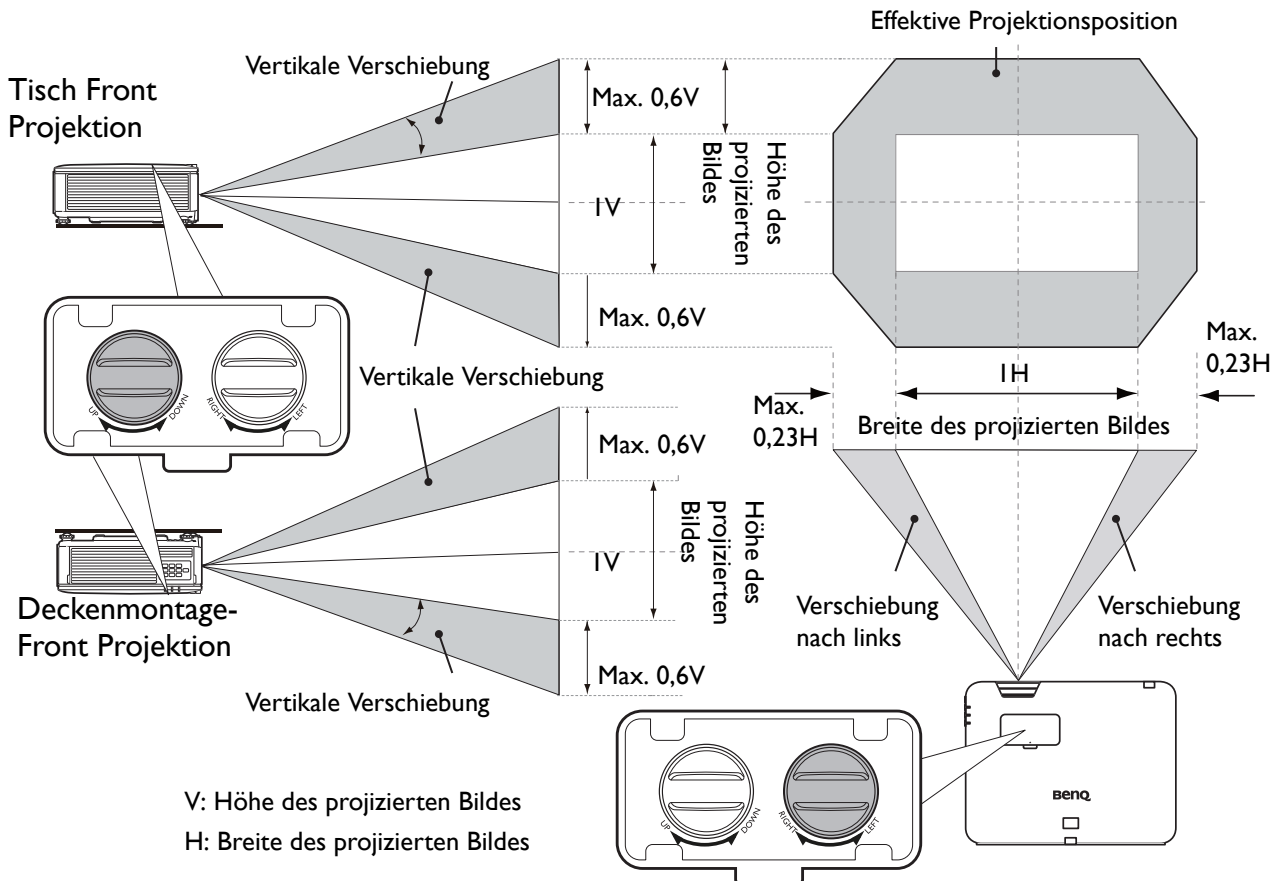 Effektive Projektionsposition
Vertikale Verschiebung
Tisch Front
Projektion
Max. 0,6V
Höhe des
projizierten
Bildes
1V
Max. 0,6V
UP
DOWN
RIGHT
LEFT
Vertikale Verschiebung
Max.
0,23H
1H
Max.
0,23H
Breite des projizierten Bildes
Max. 0,6V
Höhe des
projizierten
Bildes
1V
Deckenmontage-
Front Projektion
Max. 0,6V
Vertikale Verschiebung
Verschiebung
nach links
Verschiebung
nach rechts
UP
DOWN
RIGHT
LEFT
BenQ
V: Höhe des projizierten Bildes
H: Breite des projizierten Bildes